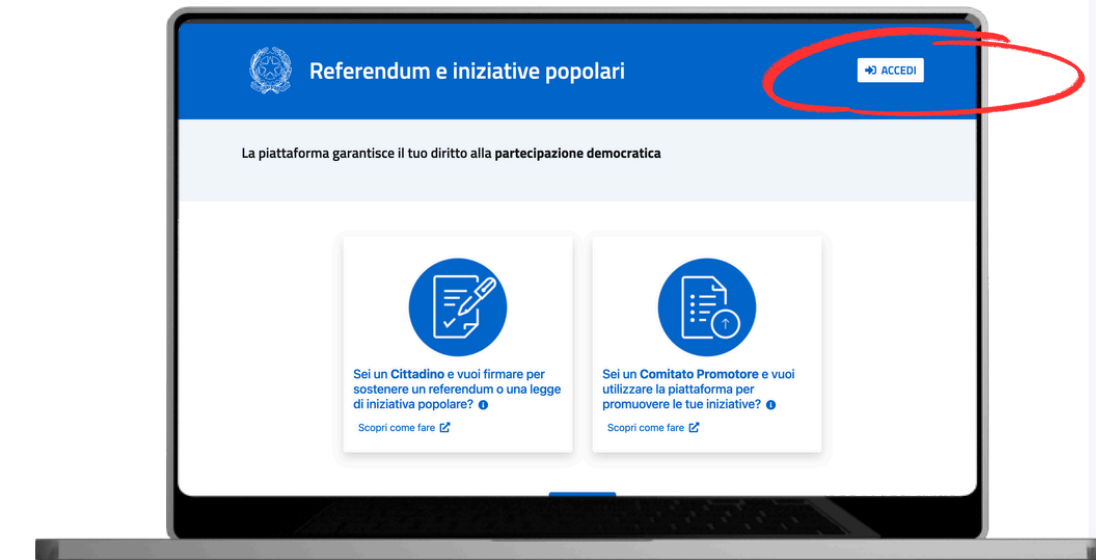 Referendum e iniziative popolari
ACCEDI
La piattaforma garantisce il tuo diritto alla partecipazione democratica
Sei un Cittadino e vuoi firmare per
sostenere un referendum o una legge
di iniziativa popolare?
Scopri come fare
Sei un Comitato Promotore e vuoi
utilizzare la piattaforma per
promuovere le tue iniziative?
Scopri come fare